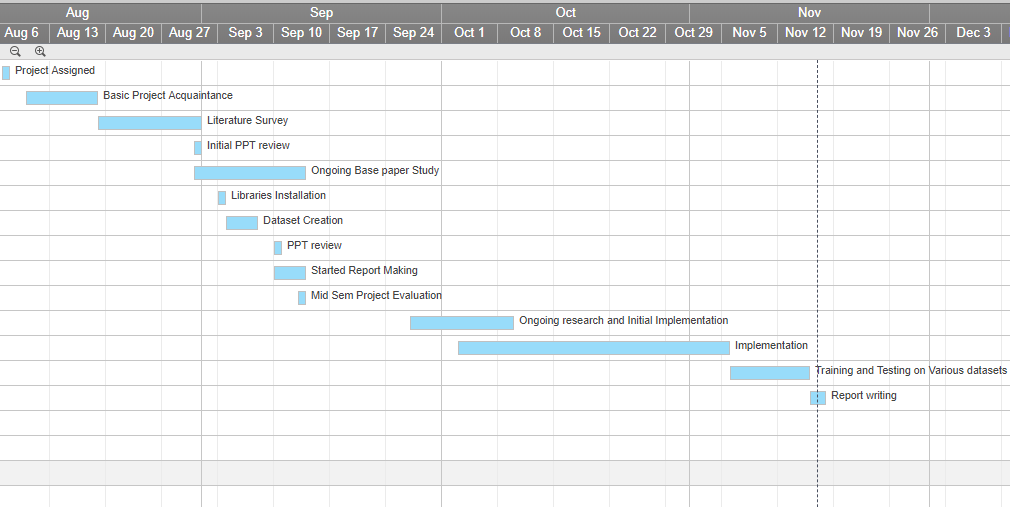 Aug Sep Oct Nov
Aug 6 Aug 13 Aug 20 Aug 27 Sep 3 Sep 10 Sep 17 Sep 24 Oct 1 Oct 8 Oct 15 Oct 22 Oct 29 Nov 5 Nov 12 Nov 19 Nov 26 Dec 3
Project Assigned
Basic Project Acquaintance
Literature Survey
Initial PPT review
Ongoing Base paper Study
Libraries Installation
Dataset Creation
PPT review
Started Report Making
Mid Sem Project Evaluation
Ongoing research and Initial Implementation
Implementation
Training and Testing on Various datasets
Report writing